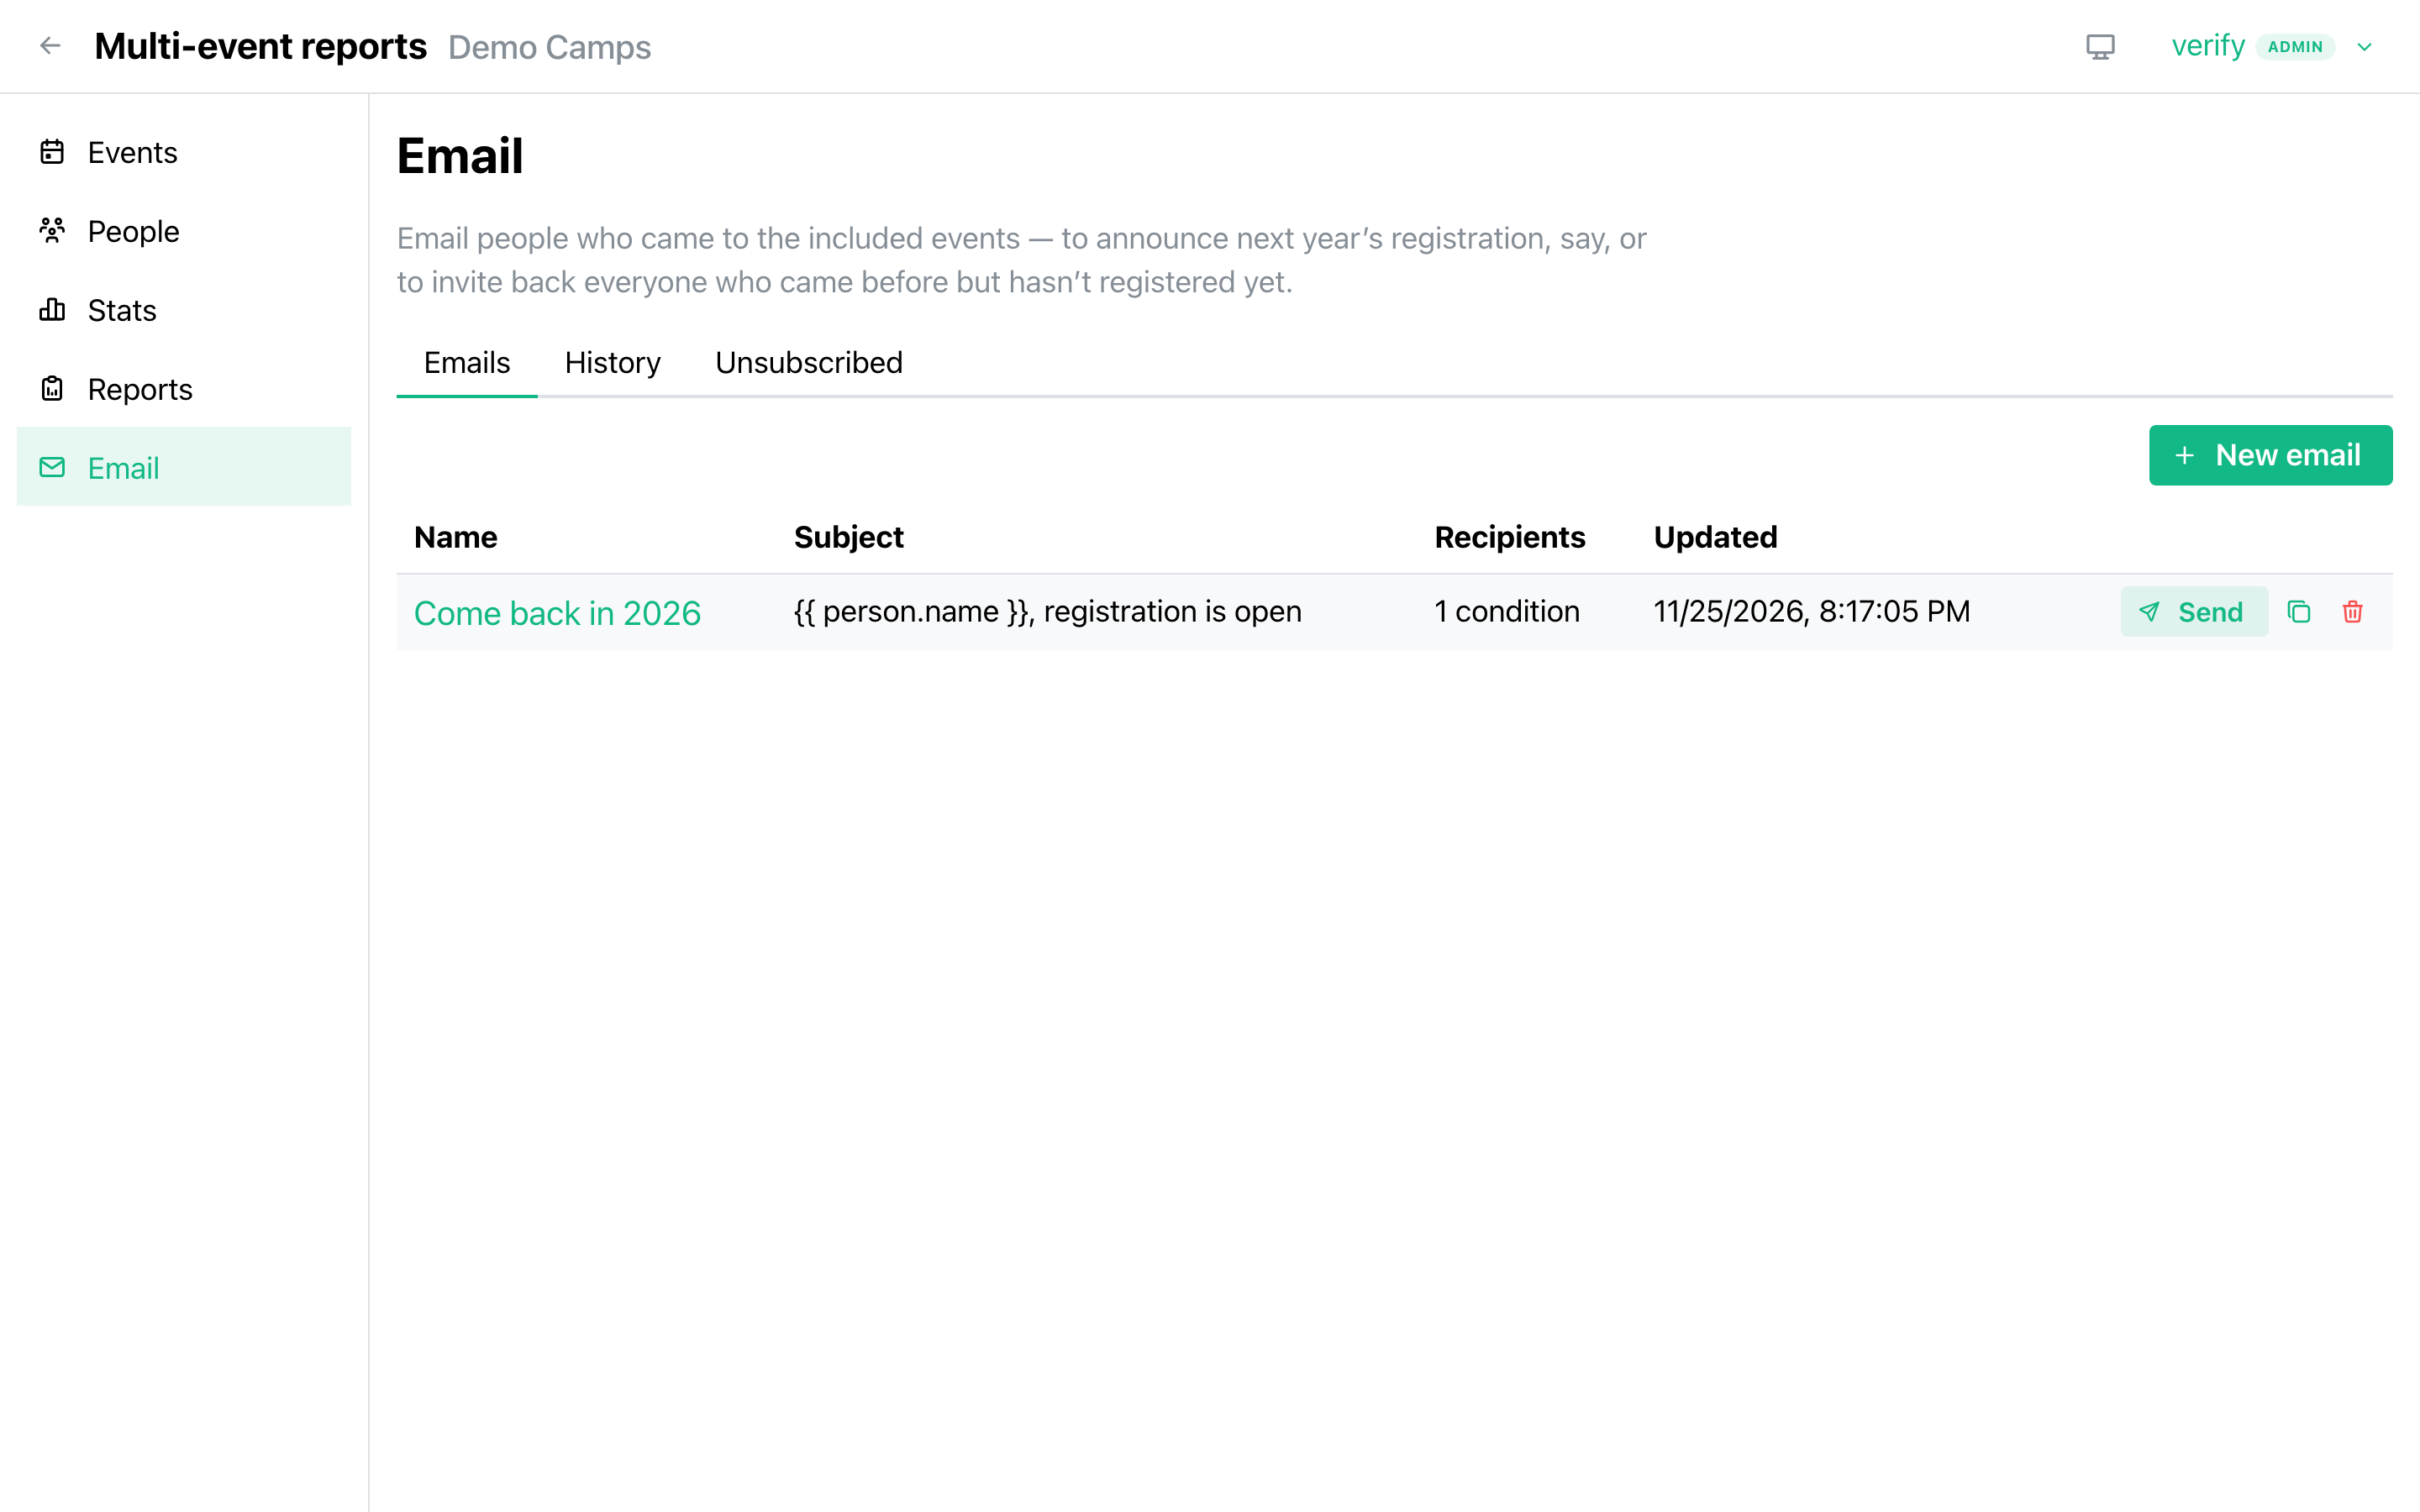 Multi-event reports Demo Camps
verify ADMIN
Events
People
Stats
Reports
Email
Email
Email people who came to the included events — to announce next year’s registration, say, or
to invite back everyone who came before but hasn’t registered yet.
Emails History Unsubscribed
New email
Name Subject Recipients Updated
Come back in 2026 {{ person.name }}, registration is open 1 condition 11/25/2026, 8:17:05 PM Send